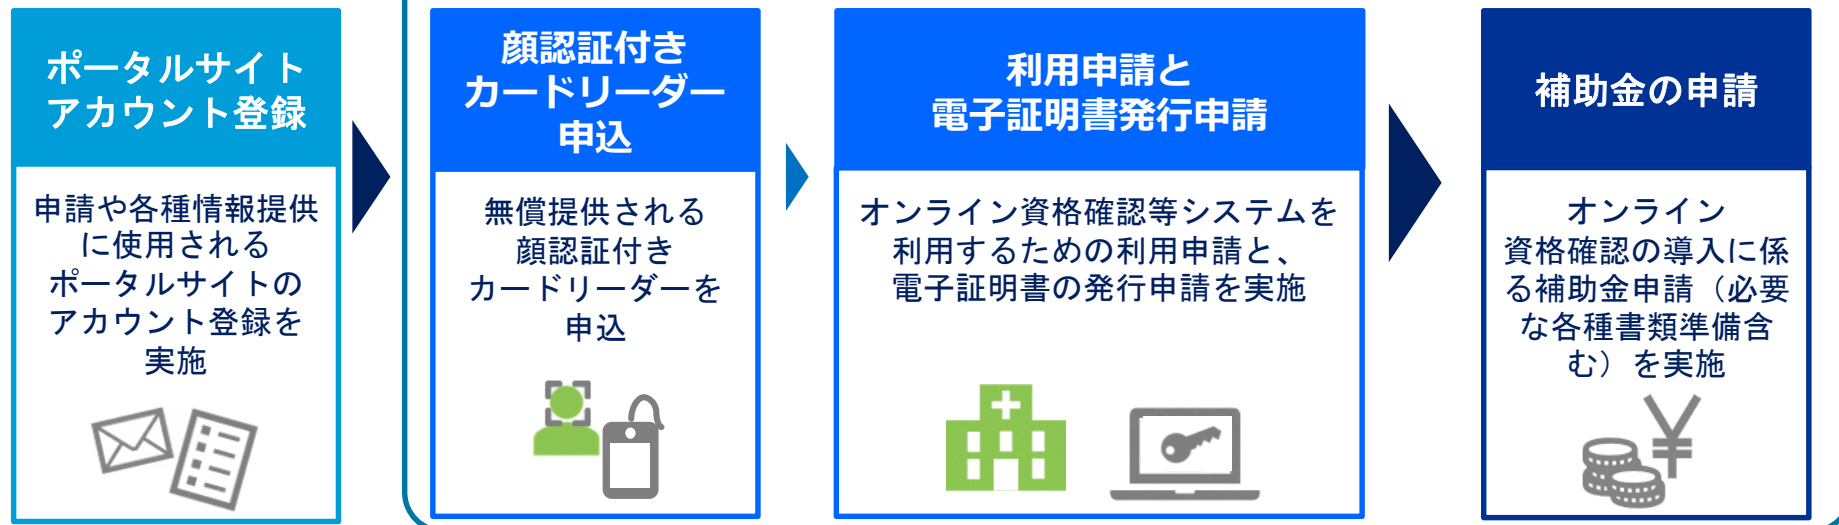 ポータルサイト
アカウント登録
申請や各種情報提供
に使用される
ポータルサイトの
アカウント登録を
実施
顔認証付き
カードリーダー
申込
無償提供される
顔認証付き
カードリーダーを
申込
利用申請と
電子証明書発行申請
オンライン資格確認等システムを
利用するための利用申請と、
電子証明書の発行申請を実施
補助金の申請
オンライン
資格確認の導入に係
る補助金申請（必要
な各種書類準備含
む）を実施